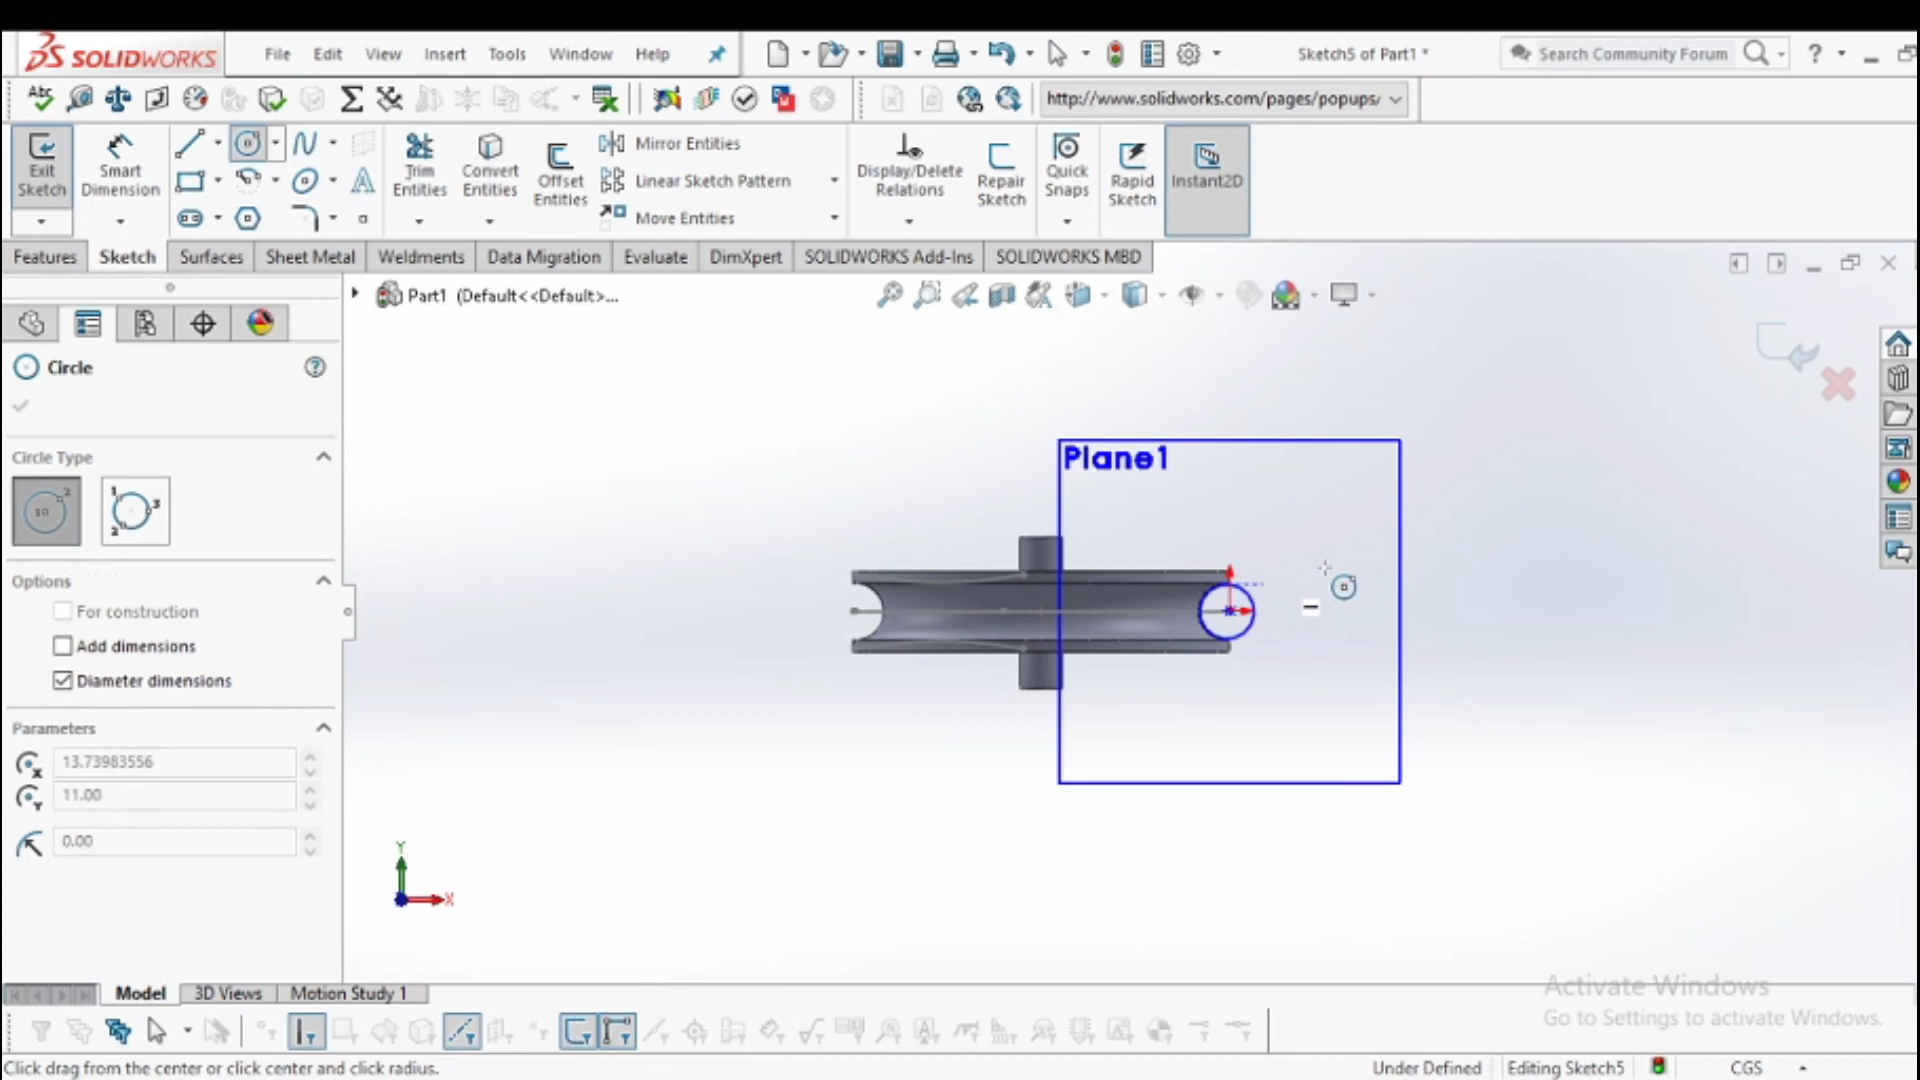 SOLIDWORKS
File Edit View Insert Tools Window Help
Sketch5 of Part1 *
Search Community Forum
?
Abc
http://www.solidworks.com/pages/popups/
Exit Sketch
Smart Dimension
Trim Entities
Convert Entities
Offset Entities
Mirror Entities
Linear Sketch Pattern
Move Entities
Display/Delete Relations
Repair Sketch
Quick Snaps
Rapid Sketch
Instant2D
Features Sketch Surfaces Sheet Metal Weldments Data Migration Evaluate DimXpert SOLIDWORKS Add-Ins SOLIDWORKS MBD
Part1 (Default<<Default>...
Circle
Circle Type
Options
For construction
Add dimensions
Diameter dimensions
Parameters
13.73983556
11.00
0.00
Plane1
Y
X
Model 3D Views Motion Study 1
Activate Windows
Go to Settings to activate Windows.
Click drag from the center or click center and click radius.
Under Defined Editing Sketch5 CGS